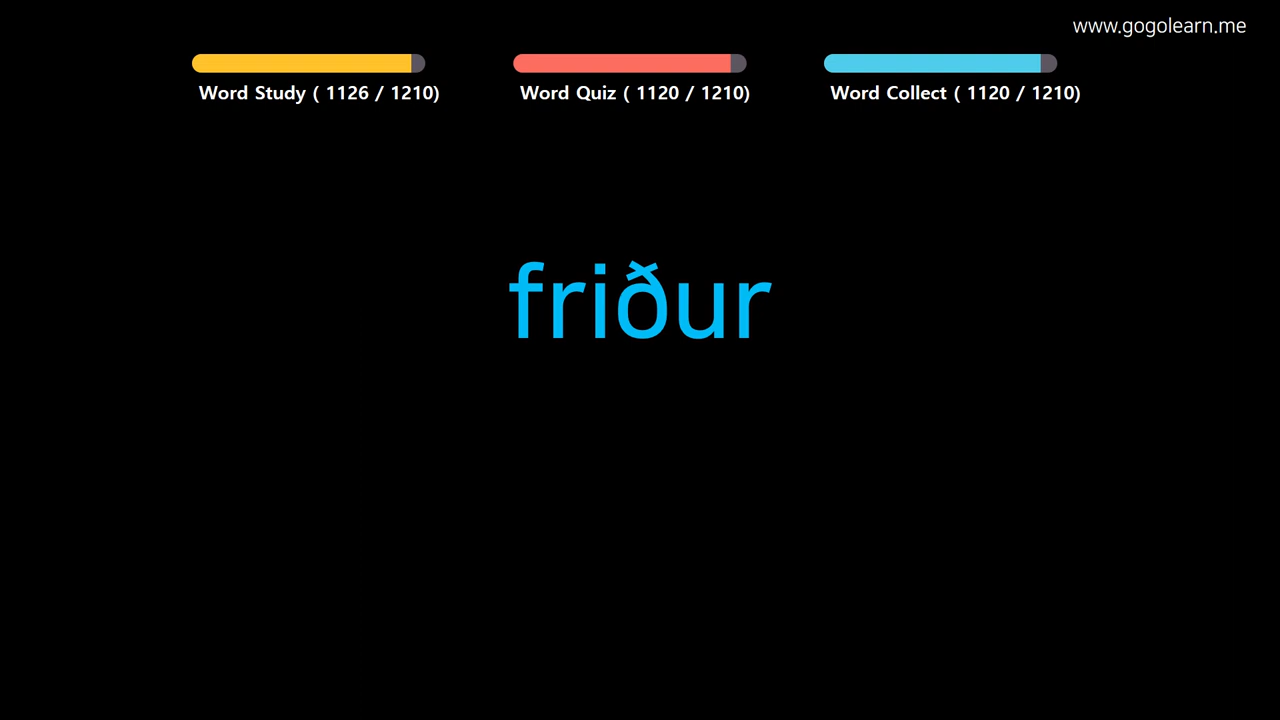 www.gogolearn.me
Word Study ( 1126 / 1210)
Word Quiz ( 1120 / 1210)
Word Collect ( 1120 / 1210)
friður